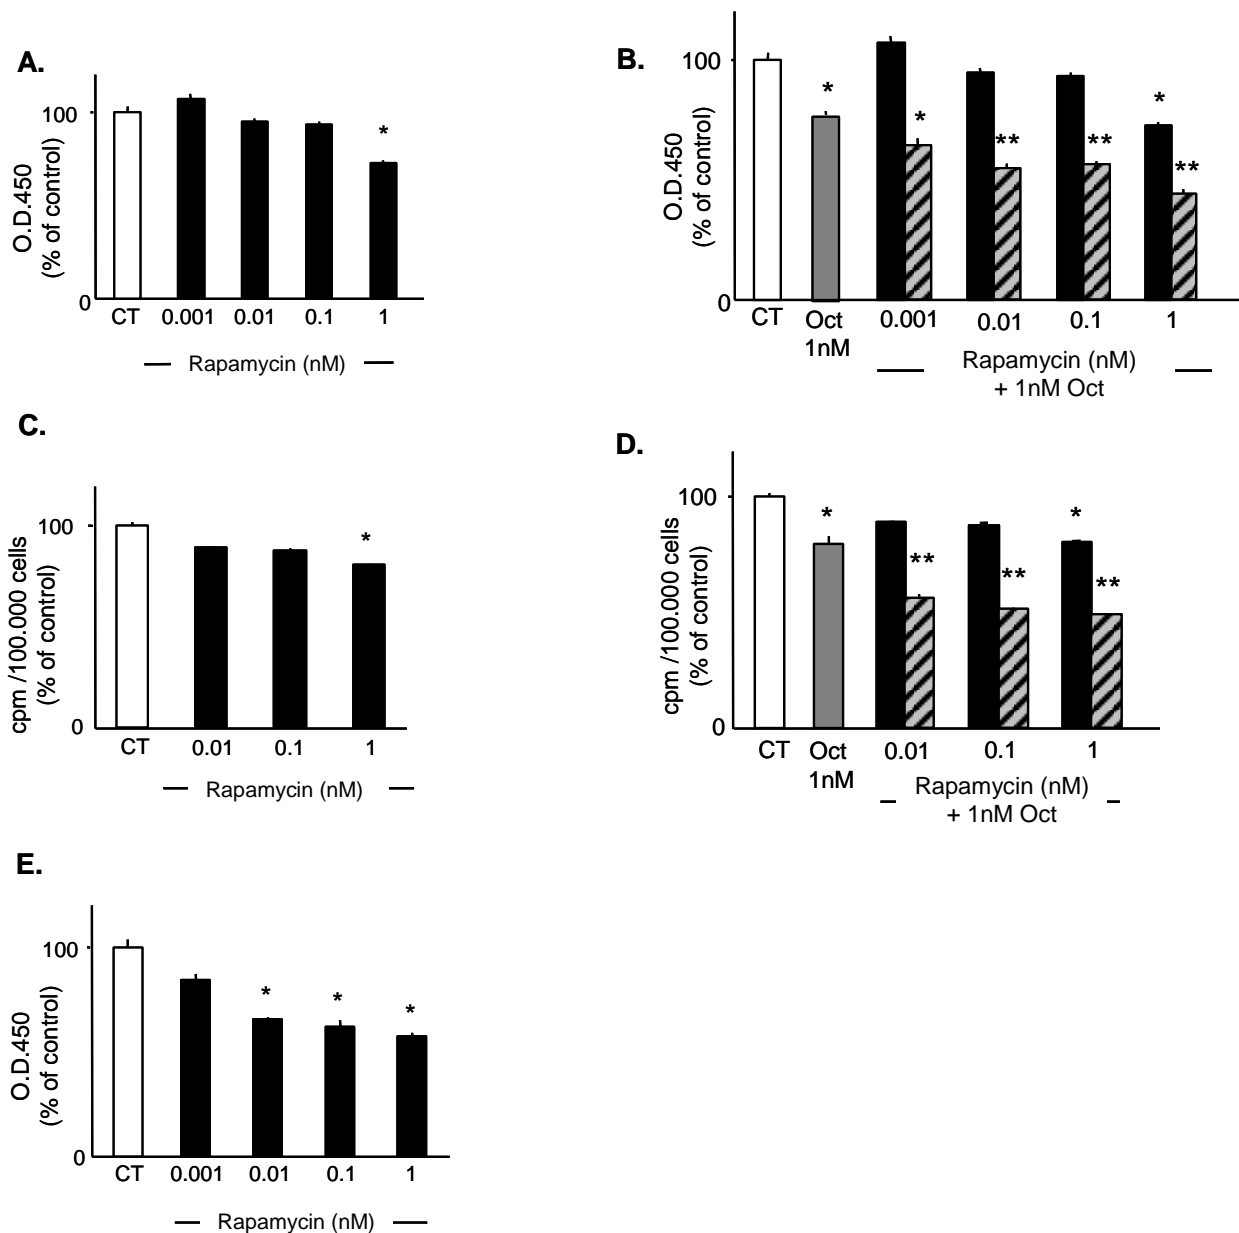 A.
O.D.450
(% of control)
100
0
*
CT 0.001 0.01 0.1 1
Rapamycin (nM)
B.
O.D.450
(% of control)
100
0
* * ** ** * **
CT Oct 0.001 0.01 0.1 1
1nM
Rapamycin (nM)
+ 1nM Oct
C.
cpm /100.000 cells
(% of control)
100
0
*
CT 0.01 0.1 1
Rapamycin (nM)
D.
cpm /100.000 cells
(% of control)
100
0
* ** ** * **
CT Oct 0.01 0.1 1
1nM
Rapamycin (nM)
+ 1nM Oct
E.
O.D.450
(% of control)
100
0
* * *
CT 0.001 0.01 0.1 1
Rapamycin (nM)